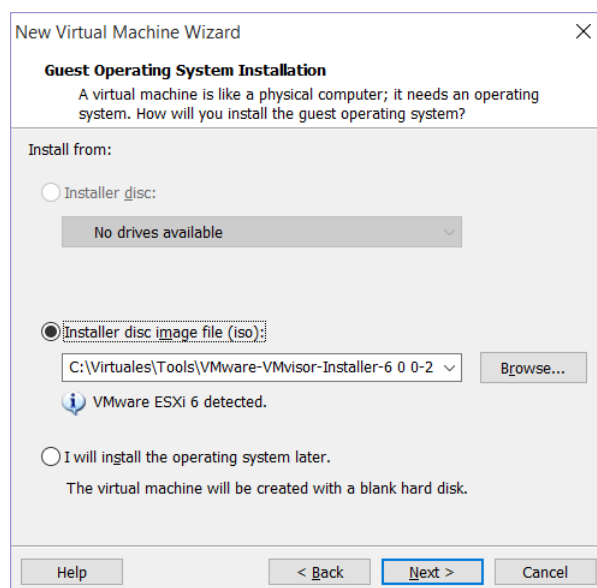 New Virtual Machine Wizard
Guest Operating System Installation
A virtual machine is like a physical computer; it needs an operating
system. How will you install the guest operating system?
Install from:
Installer disc:
No drives available
Installer disc image file (iso):
C:\Virtuales\Tools\VMware-VMvisor-Installer-6 0 0-2
Browse...
VMware ESXi 6 detected.
I will install the operating system later.
The virtual machine will be created with a blank hard disk.
Help
< Back
Next >
Cancel